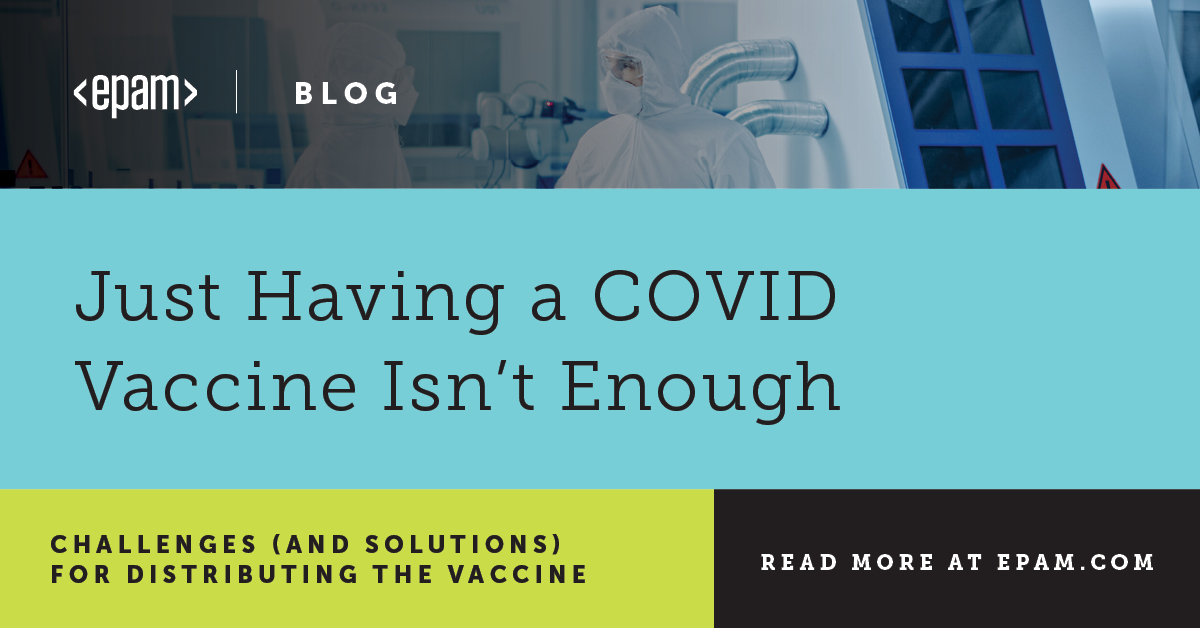 <epam> | BLOG
Just Having a COVID
Vaccine Isn’t Enough
CHALLENGES (AND SOLUTIONS)
FOR DISTRIBUTING THE VACCINE
READ MORE AT EPAM.COM